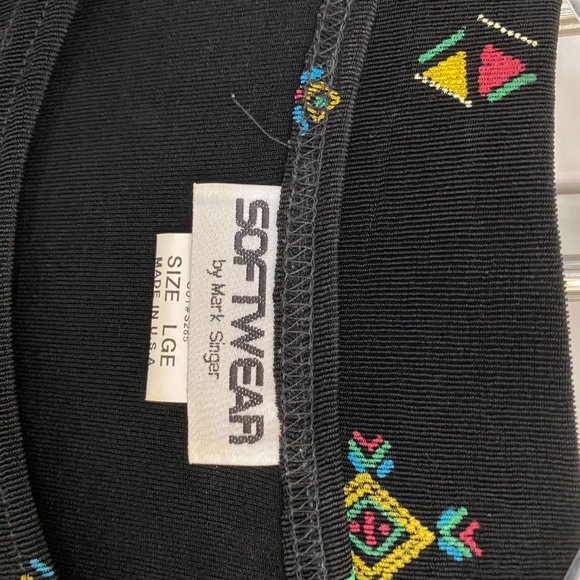 SOFTWEAR
by Mark Singer
SIZE LGE
MADE IN U.S.A.